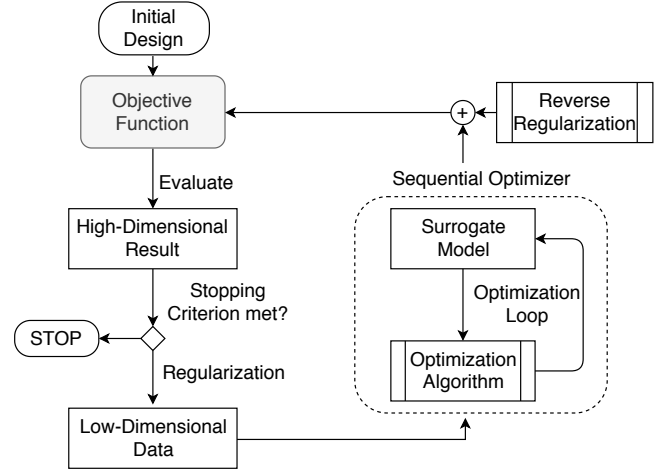 Initial
Design
Objective
Function
+
Reverse
Regularization
Evaluate
Sequential Optimizer
High-Dimensional
Result
Surrogate
Model
Stopping
Criterion met?
Optimization
Loop
STOP
Optimization
Algorithm
Regularization
Low-Dimensional
Data